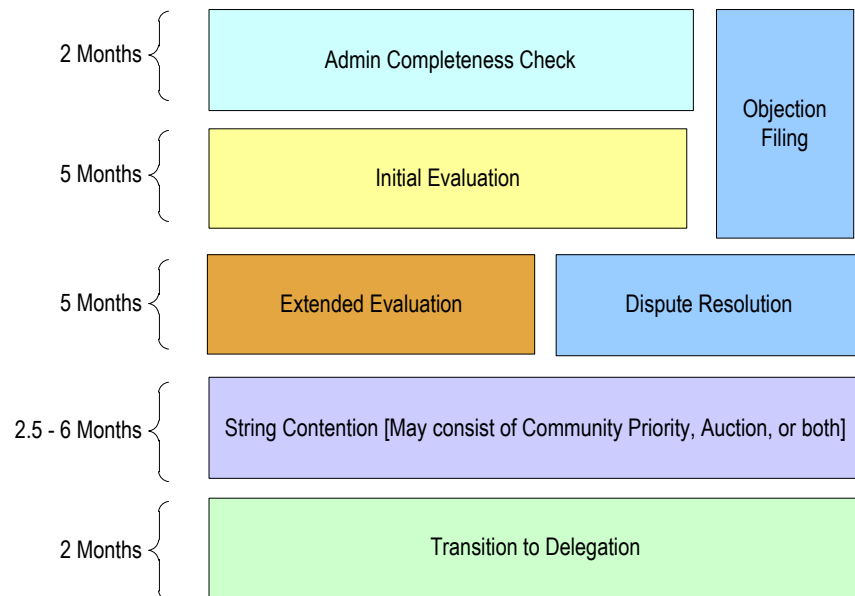 2 Months
Admin Completeness Check
Objection
Filing
5 Months
Initial Evaluation
5 Months
Extended Evaluation
Dispute Resolution
2.5 - 6 Months
String Contention [May consist of Community Priority, Auction, or both]
2 Months
Transition to Delegation